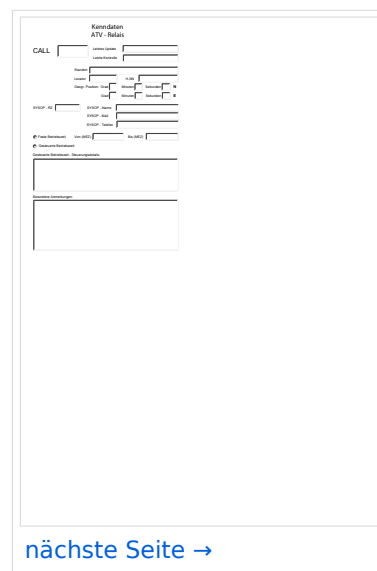 Kenndaten
ATV - Relais
CALL
Letztes Update
Letzte Kontrolle
Standort
Locator
H.NN
Geogr. Position: Grad Minuten Sekunden N
Grad Minuten Sekunden E
SYSOP - RZ
SYSOP - Name
SYSOP - Mail
SYSOP - Telefon
Feste Betriebszeit Von (MEZ) Bis (MEZ)
Gesteuerte Betriebszeit
Gesteuerte Betriebszeit - Steuerungsdetails
Besondere Anmerkungen
nächste Seite →